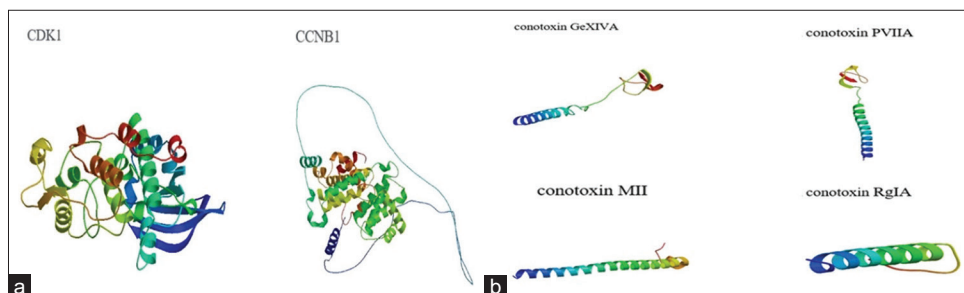 CDK1
CCNB1
a
conotoxin GeXIVA
conotoxin PVIIA
conotoxin MII
conotoxin RgIA
b